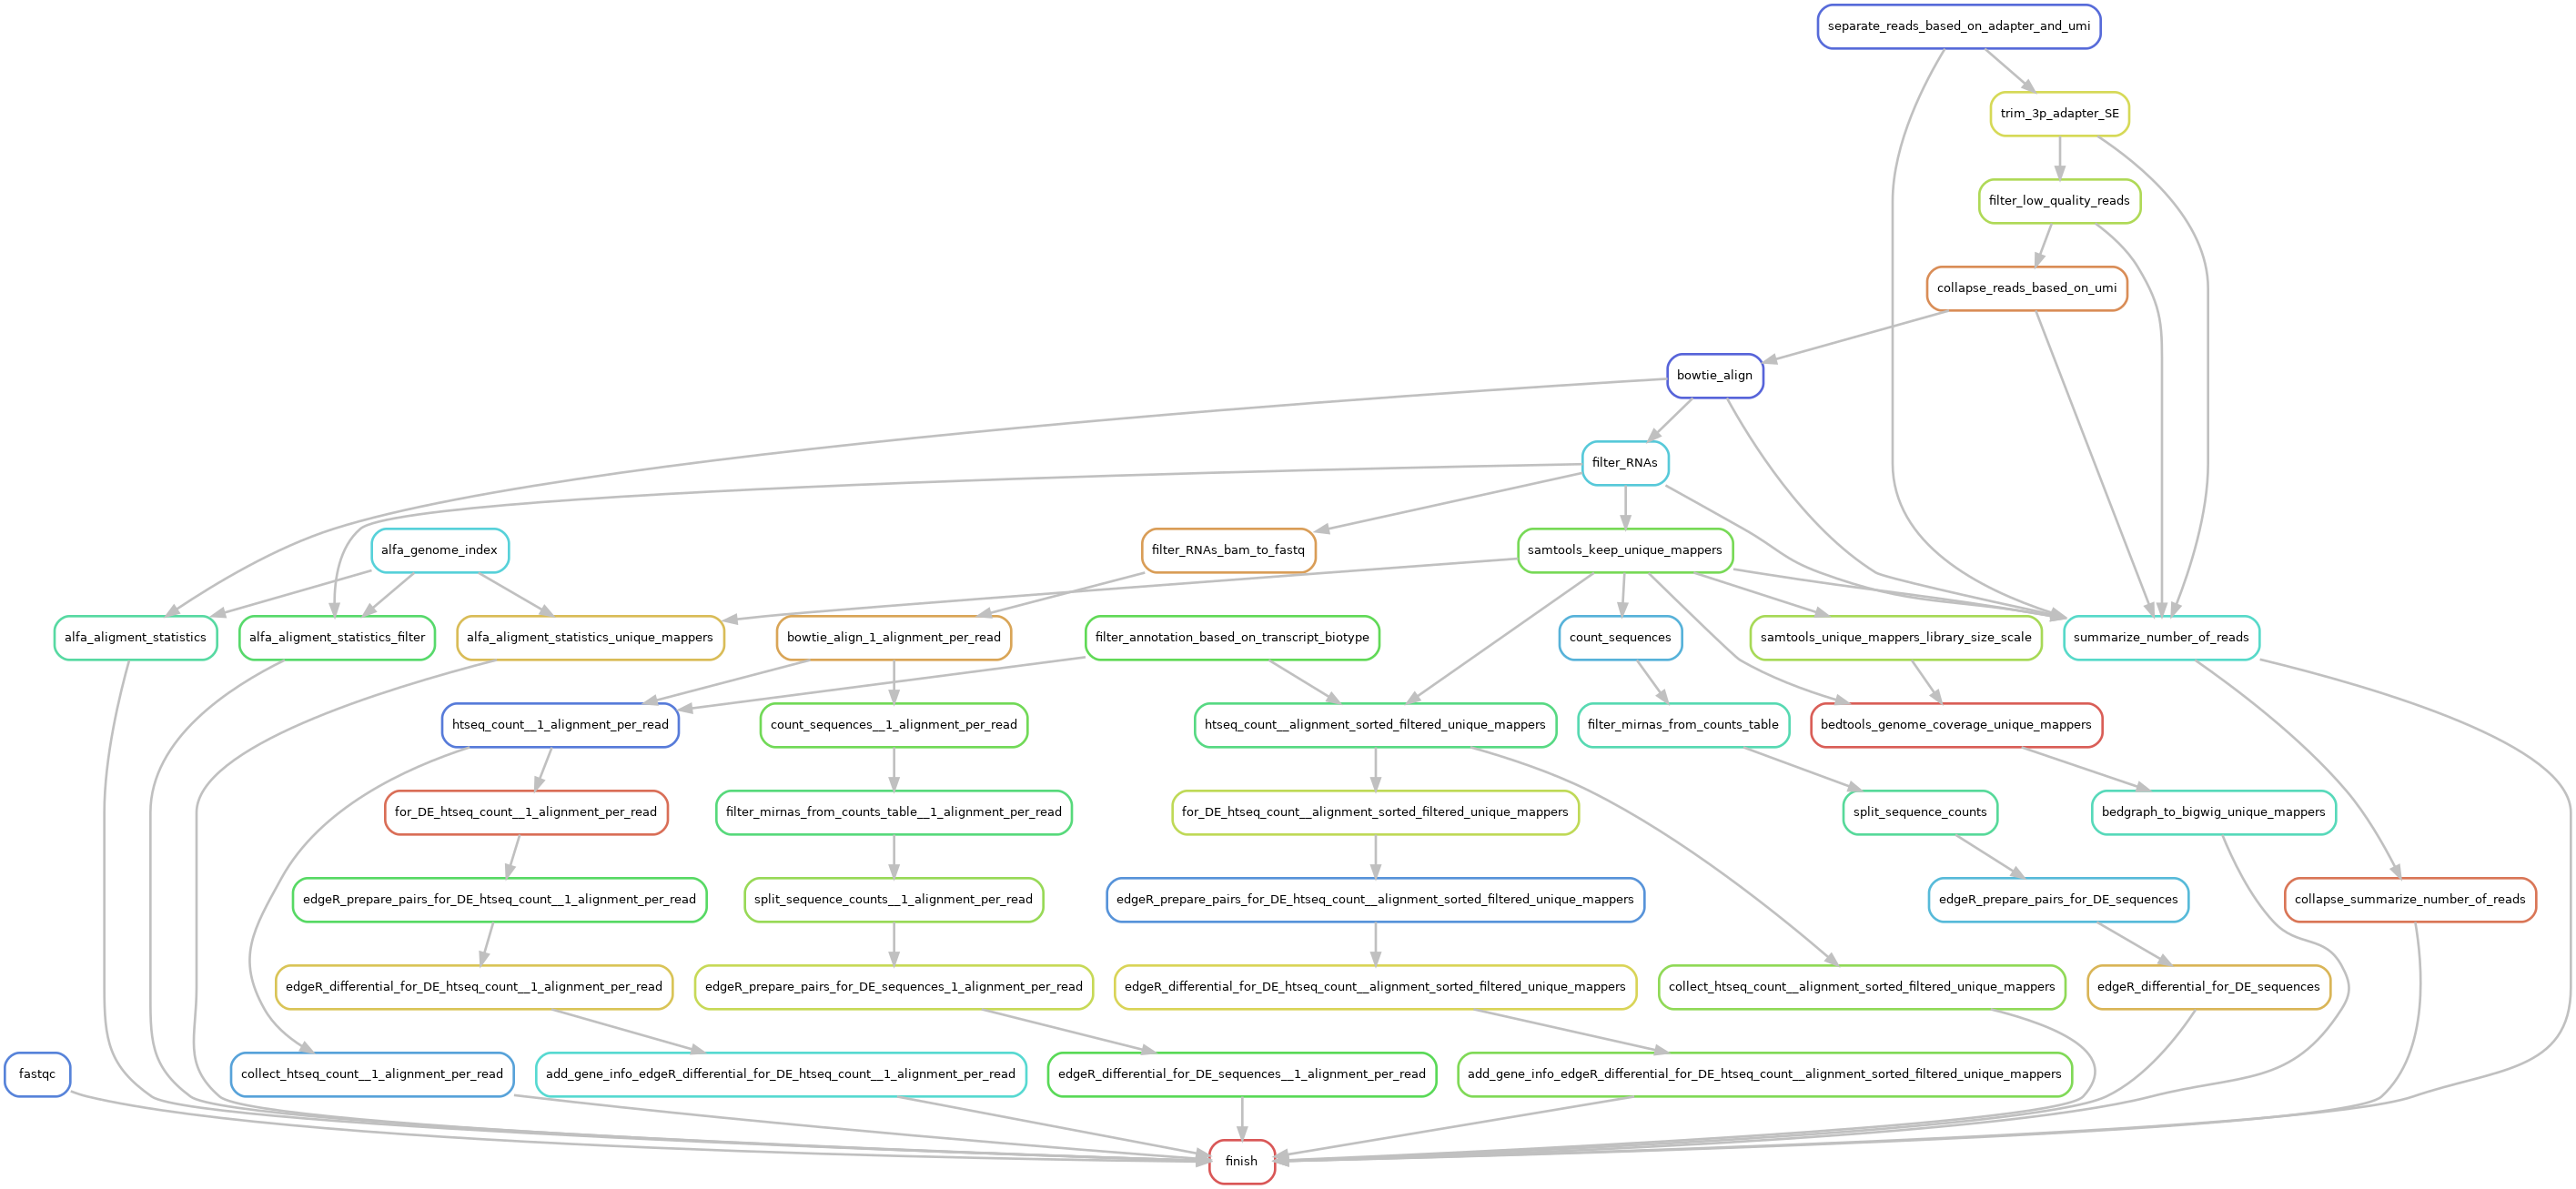 separate_reads_based_on_adapter_and_umi
trim_3p_adapter_SE
filter_low_quality_reads
collapse_reads_based_on_umi
bowtie_align
filter_RNAs
alfa_genome_index
filter_RNAs_bam_to_fastq
samtools_keep_unique_mappers
alfa_aligment_statistics
alfa_aligment_statistics_filter
alfa_aligment_statistics_unique_mappers
bowtie_align_1_alignment_per_read
filter_annotation_based_on_transcript_biotype
count_sequences
samtools_unique_mappers_library_size_scale
summarize_number_of_reads
htseq_count__1_alignment_per_read
count_sequences__1_alignment_per_read
htseq_count__alignment_sorted_filtered_unique_mappers
filter_mirnas_from_counts_table
bedtools_genome_coverage_unique_mappers
for_DE_htseq_count__1_alignment_per_read
filter_mirnas_from_counts_table__1_alignment_per_read
for_DE_htseq_count__alignment_sorted_filtered_unique_mappers
split_sequence_counts
bedgraph_to_bigwig_unique_mappers
edgeR_prepare_pairs_for_DE_htseq_count__1_alignment_per_read
split_sequence_counts__1_alignment_per_read
edgeR_prepare_pairs_for_DE_htseq_count__alignment_sorted_filtered_unique_mappers
edgeR_prepare_pairs_for_DE_sequences
collapse_summarize_number_of_reads
edgeR_differential_for_DE_htseq_count__1_alignment_per_read
edgeR_prepare_pairs_for_DE_sequences_1_alignment_per_read
edgeR_differential_for_DE_htseq_count__alignment_sorted_filtered_unique_mappers
collect_htseq_count__alignment_sorted_filtered_unique_mappers
edgeR_differential_for_DE_sequences
fastqc
collect_htseq_count__1_alignment_per_read
add_gene_info_edgeR_differential_for_DE_htseq_count__1_alignment_per_read
edgeR_differential_for_DE_sequences__1_alignment_per_read
add_gene_info_edgeR_differential_for_DE_htseq_count__alignment_sorted_filtered_unique_mappers
finish